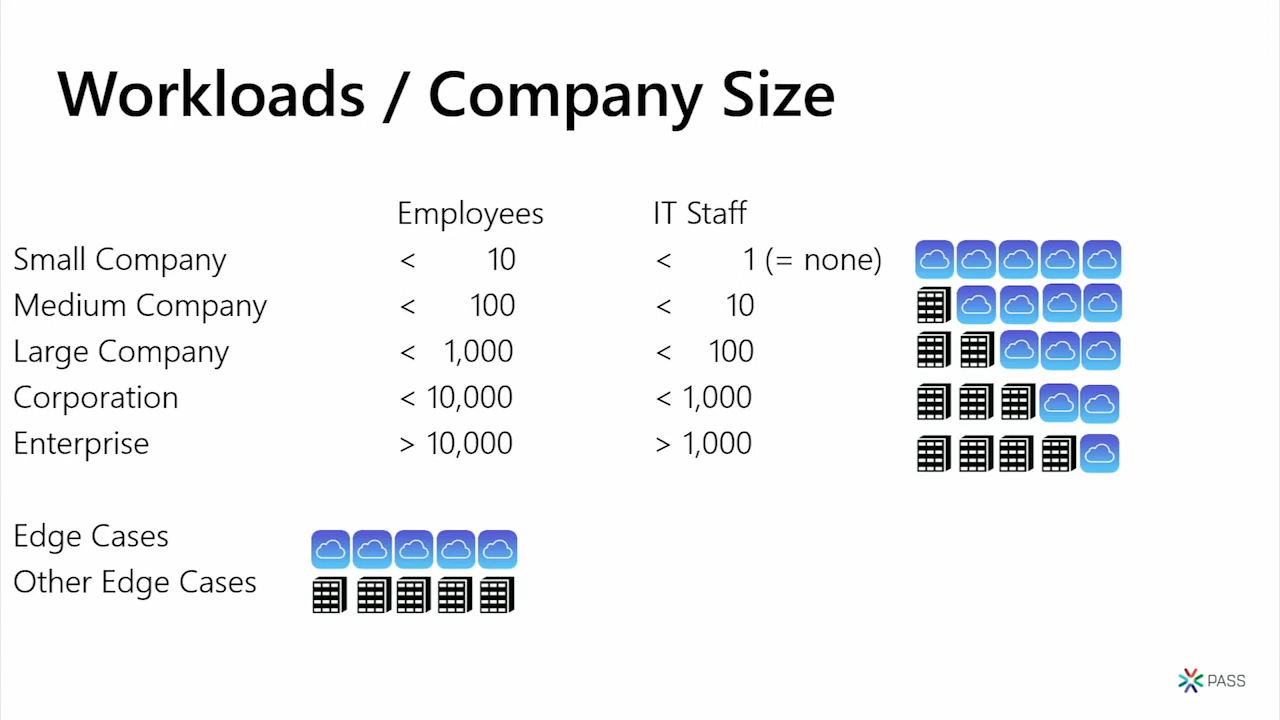 Workloads / Company Size
Employees IT Staff
Small Company < 10 < 1 (= none)
Medium Company < 100 < 10
Large Company < 1,000 < 100
Corporation < 10,000 < 1,000
Enterprise > 10,000 > 1,000
Edge Cases
Other Edge Cases
PASS